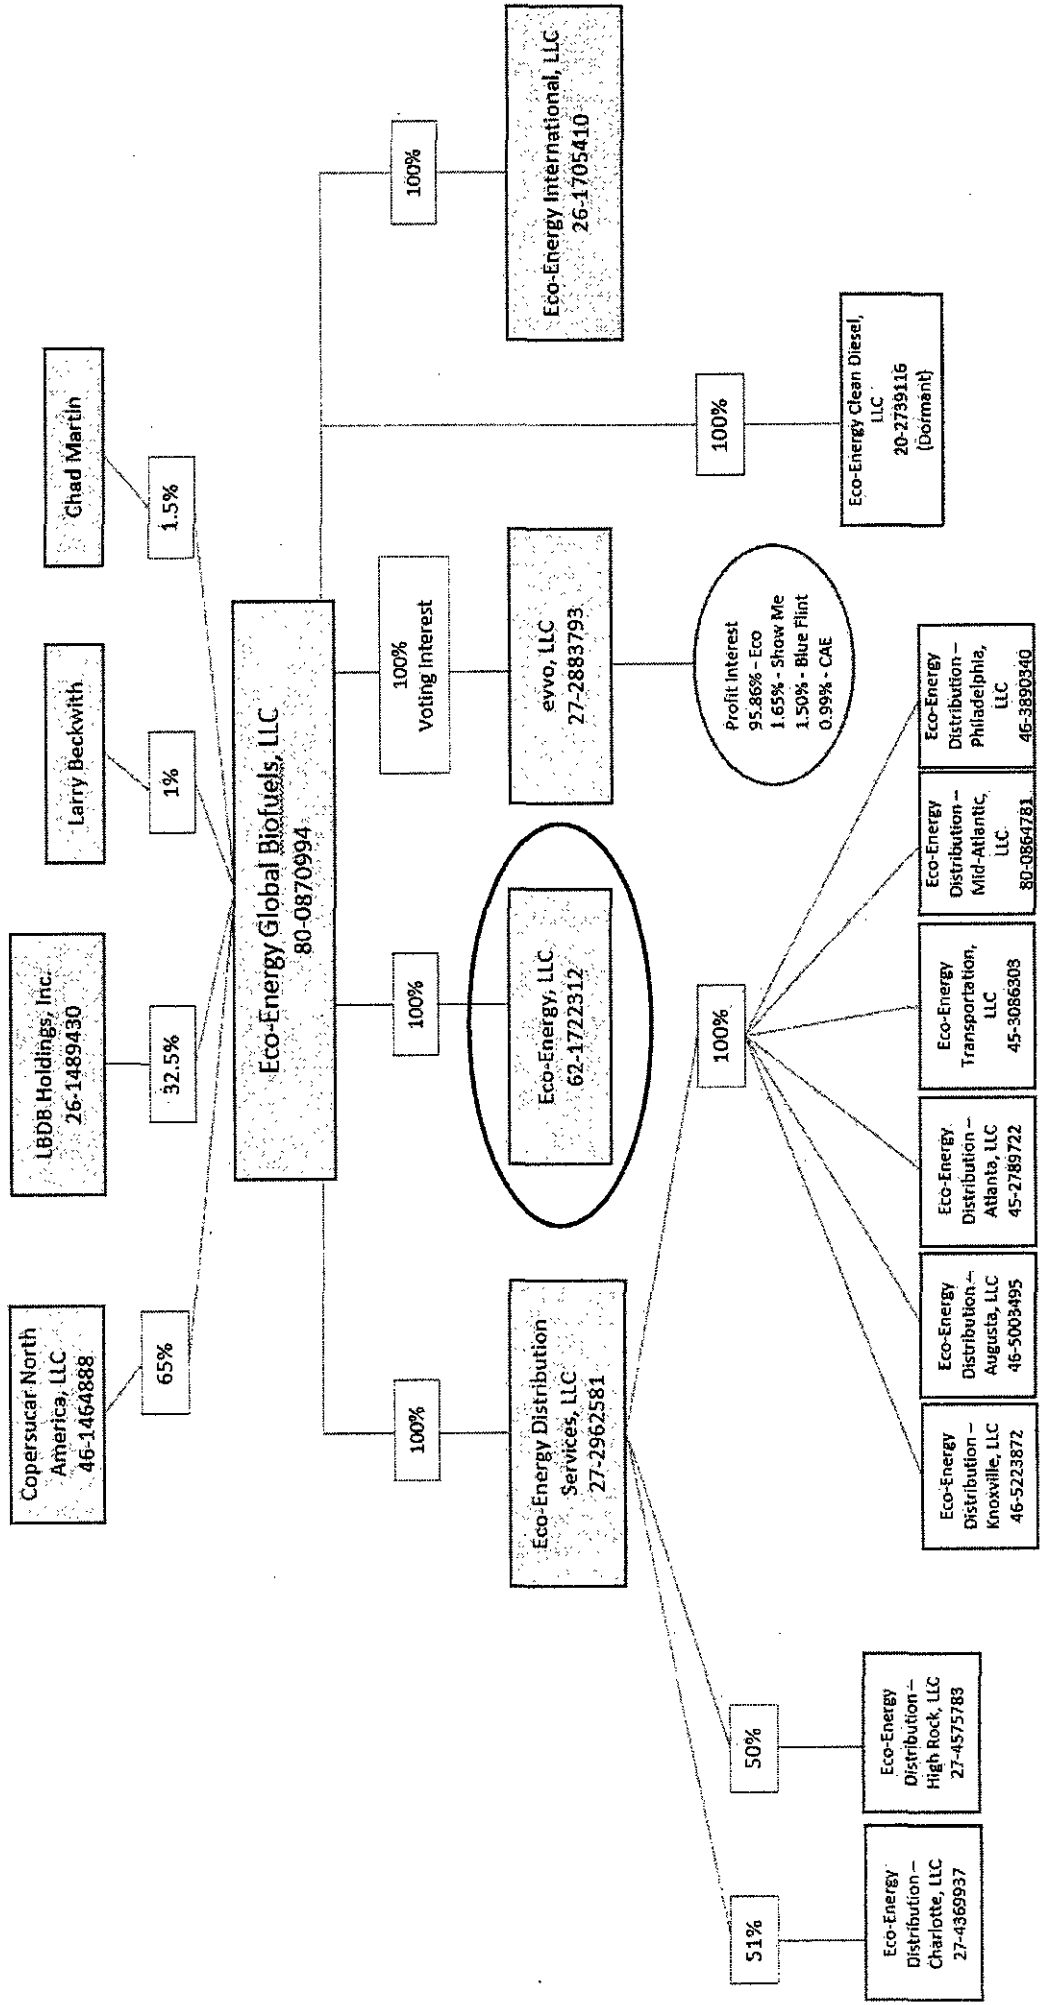 Copersucar North
America, LLC
46-1464888
LBDB Holdings, Inc.
26-1489430
Larry Beckwith
Chad Martin
65%
32.5%
1%
1.5%
Eco-Energy Global Biofuels, LLC
80-0870994
100%
100%
100%
Voting Interest
100%
Eco-Energy Distribution
Services, LLC
27-2962581
Eco-Energy, LLC
62-1722312
evvo, LLC
27-2883793
Eco-Energy International, LLC
26-1705410
51%
50%
100%
Profit Interest
95.86% - Eco
1.65% - Show Me
1.50% - Blue Flint
0.99% - CAE
100%
Eco-Energy Clean Diesel,
LLC
20-2739116
(Dormant)
Eco-Energy
Distribution –
Charlotte, LLC
27-4369937
Eco-Energy
Distribution –
High Rock, LLC
27-4575783
Eco-Energy
Distribution –
Knoxville, LLC
46-5223872
Eco-Energy
Distribution –
Augusta, LLC
46-5003495
Eco-Energy
Distribution –
Atlanta, LLC
45-2789722
Eco-Energy
Transportation,
LLC
45-3086303
Eco-Energy
Distribution –
Mid-Atlantic,
LLC
80-0864781
Eco-Energy
Distribution –
Philadelphia,
LLC
46-3890340